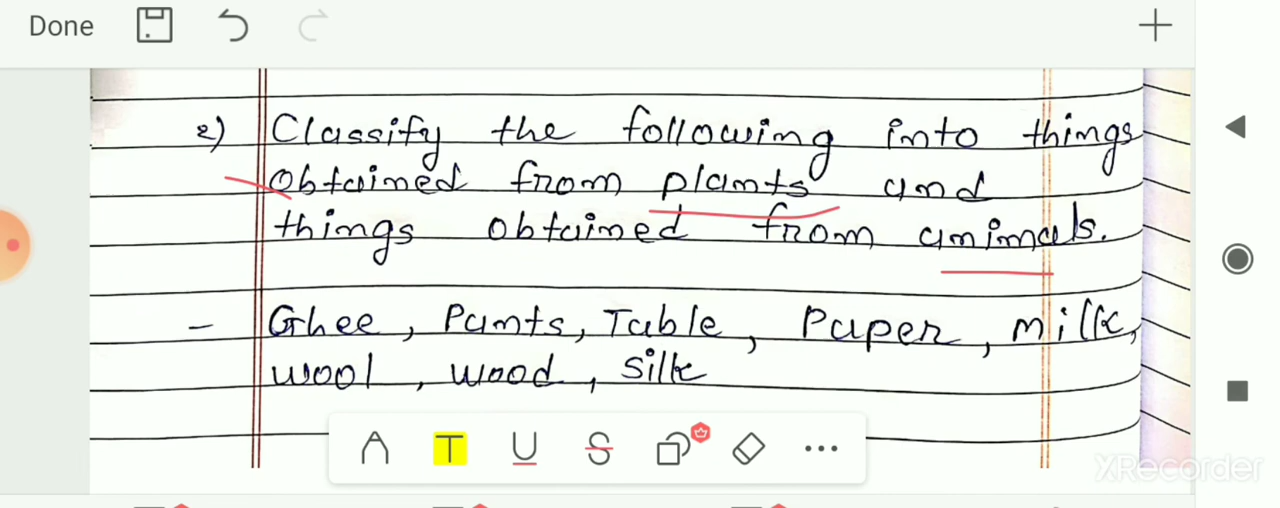 Done
2) Classify the following into things
obtained from plants and
things obtained from animals.
- Ghee, Pants, Table, Paper, milk,
wool, wood, silk
T U S
XRecorder